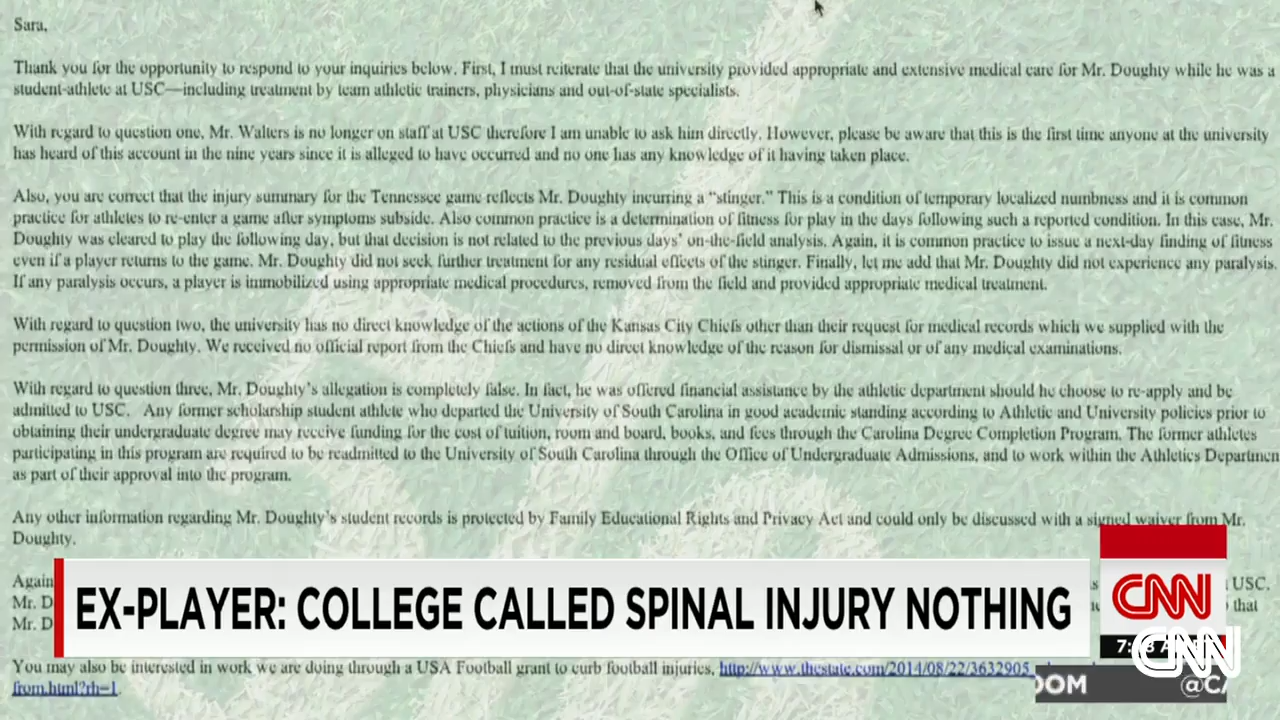 Sara,
Thank you for the opportunity to respond to your inquiries below. First, I must reiterate that the university provided appropriate and extensive medical care for Mr. Doughty while he was a
student-athlete at USC—including treatment by team athletic trainers, physicians and out-of-state specialists.
With regard to question one, Mr. Walters is no longer on staff at USC therefore I am unable to ask him directly. However, please be aware that this is the first time anyone at the university
has heard of this account in the nine years since it is alleged to have occurred and no one has any knowledge of it having taken place.
Also, you are correct that the injury summary for the Tennessee game reflects Mr. Doughty incurring a “stinger.” This is a condition of temporary localized numbness and it is common
practice for athletes to re-enter a game after symptoms subside. Also common practice is a determination of fitness for play in the days following such a reported condition. In this case, Mr.
Doughty was cleared to play the following day, but that decision is not related to the previous days’ on-the-field analysis. Again, it is common practice to issue a next-day finding of fitness
even if a player returns to the game. Mr. Doughty did not seek further treatment for any residual effects of the stinger. Finally, let me add that Mr. Doughty did not experience any paralysis.
If any paralysis occurs, a player is immobilized using appropriate medical procedures, removed from the field and provided appropriate medical treatment.
With regard to question two, the university has no direct knowledge of the actions of the Kansas City Chiefs other than their request for medical records which we supplied with the
permission of Mr. Doughty. We received no official report from the Chiefs and have no direct knowledge of the reason for dismissal or of any medical examinations.
With regard to question three, Mr. Doughty’s allegation is completely false. In fact, he was offered financial assistance by the athletic department should he choose to re-apply and be
admitted to USC. Any former scholarship student athlete who departed the University of South Carolina in good academic standing according to Athletic and University policies prior to
obtaining their undergraduate degree may receive funding for the cost of tuition, room and board, books, and fees through the Carolina Degree Completion Program. The former athletes
participating in this program are required to be readmitted to the University of South Carolina through the Office of Undergraduate Admissions, and to work within the Athletics Departmen
as part of their approval into the program.
Any other information regarding Mr. Doughty’s student records is protected by Family Educational Rights and Privacy Act and could only be discussed with a signed waiver from Mr.
Doughty.
Again
USC.
Mr. D
that
Mr. D
EX-PLAYER: COLLEGE CALLED SPINAL INJURY NOTHING
CNN
CNN
You may also be interested in work we are doing through a USA Football grant to curb football injuries, http://www.thestate.com/2014/08/22/3632905
from.html?rh=1
OOM @CA